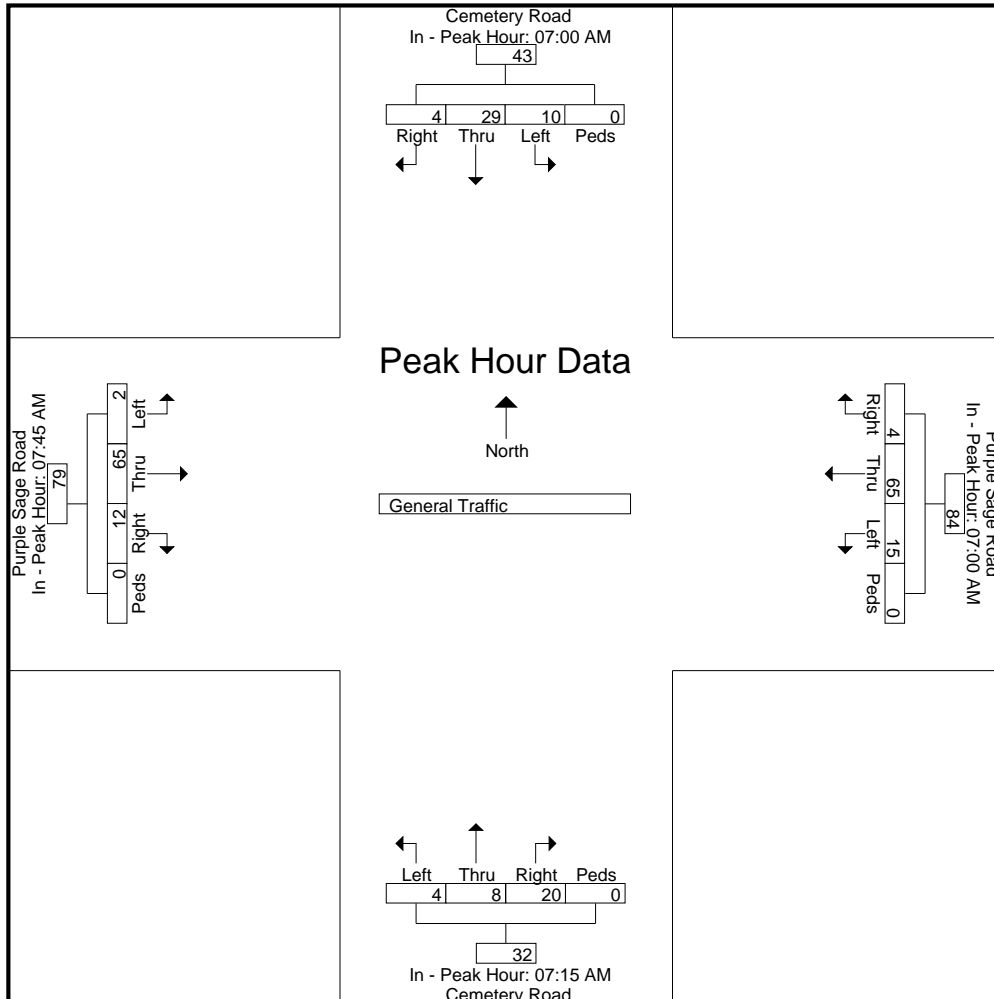 Cemetery Road
In - Peak Hour: 07:00 AM
43
4 29 10 0
Right Thru Left Peds
Peak Hour Data
North
General Traffic
Purple Sage Road
In - Peak Hour: 07:45 AM
79
2 65 12 0
Left Thru Right Peds
Purple Sage Road
In - Peak Hour: 07:00 AM
84
4 65 15 0
Right Thru Left Peds
Left Thru Right Peds
4 8 20 0
32
In - Peak Hour: 07:15 AM
Cemetery Road